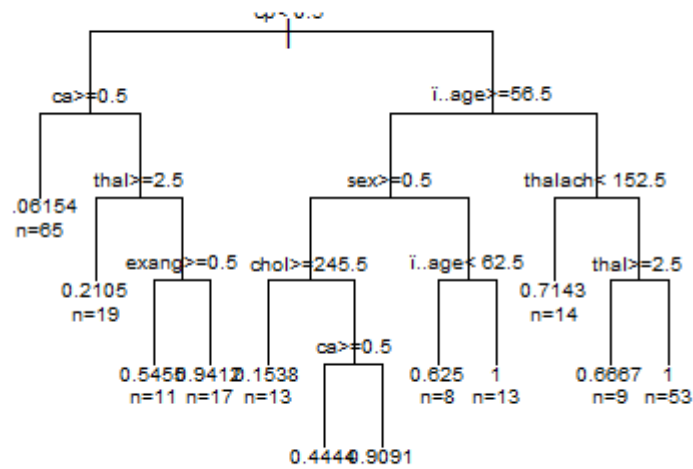 cp< 0.5
ca>=0.5
ï..age>=56.5
thal>=2.5
sex>=0.5
thalach< 152.5
.06154
n=65
exang>=0.5
chol>=245.5
ï..age< 62.5
thal>=2.5
0.2105
n=19
0.7143
n=14
ca>=0.5
0.5455
n=11
0.9412
n=17
0.1538
n=13
0.625
n=8
1
n=13
0.6667
n=9
1
n=53
0.4444
0.9091